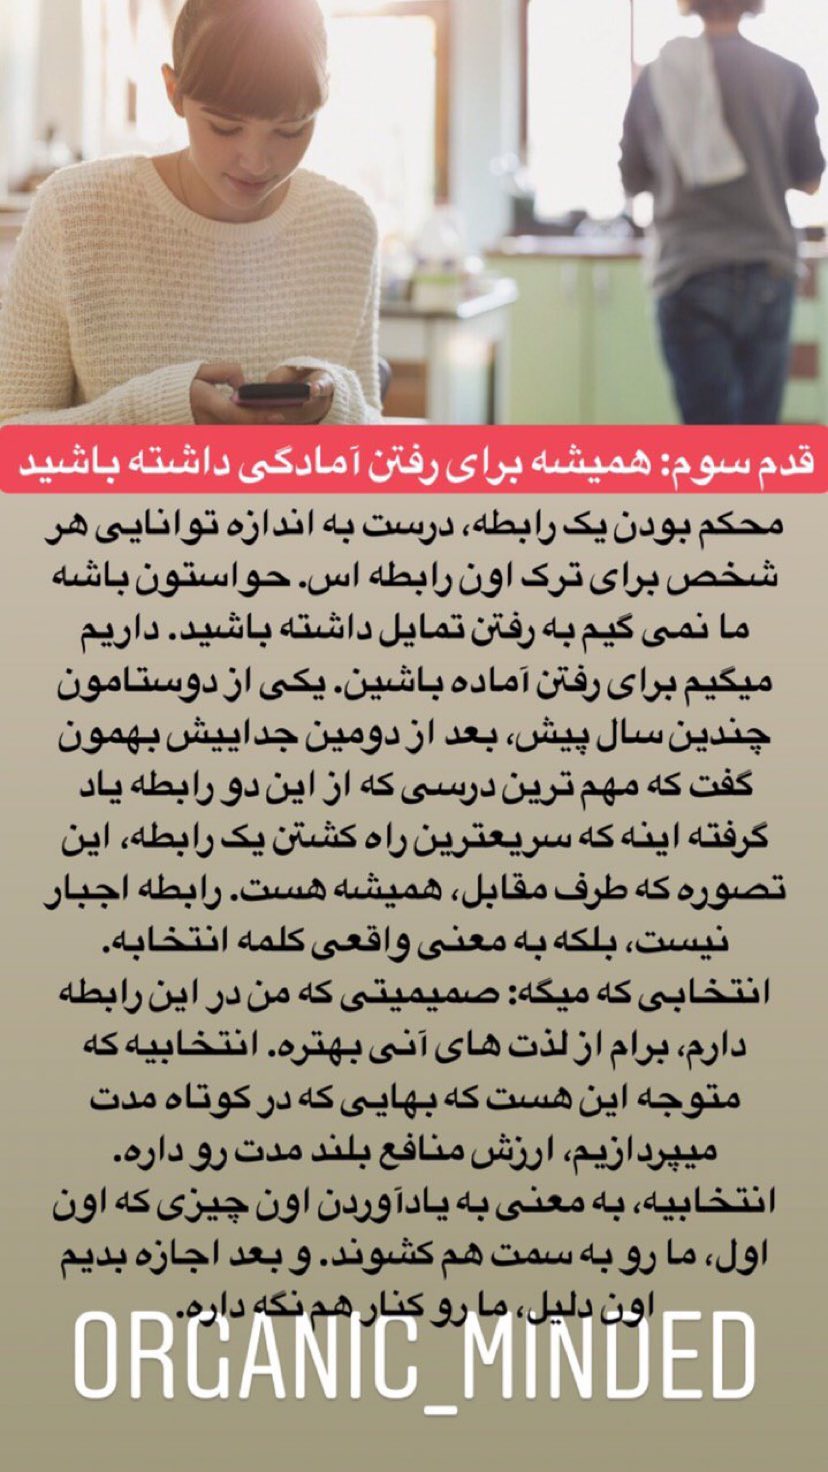 قدم سوم: همیشه برای رفتن آمادگی داشته باشید
محکم بودن یک رابطه، درست به اندازه توانایی هر
شخص برای ترک اون رابطه اس. حواستون باشه
ما نمی گیم به رفتن تمایل داشته باشید. داریم
میگیم برای رفتن آماده باشین. یکی از دوستامون
چندین سال پیش، بعد از دومین جداییش بهمون
گفت که مهم ترین درسی که از این دو رابطه یاد
گرفته اینه که سریعترین راه کشتن یک رابطه، این
تصوره که طرف مقابل، همیشه هست. رابطه اجبار
نیست، بلکه به معنی واقعی کلمه انتخابه.
انتخابی که میگه: صمیمیتی که من در این رابطه
دارم، برام از لذت های آنی بهتره. انتخابیه که
متوجه این هست که بهایی که در کوتاه مدت
میپردازیم، ارزش منافع بلند مدت رو داره.
انتخابیه، به معنی به یادآوردن اون چیزی که اون
اول، ما رو به سمت هم کشوند. و بعد اجازه بدیم
اون دلیل، ما رو کنار هم نگه داره.
ORGANIC_MINDED